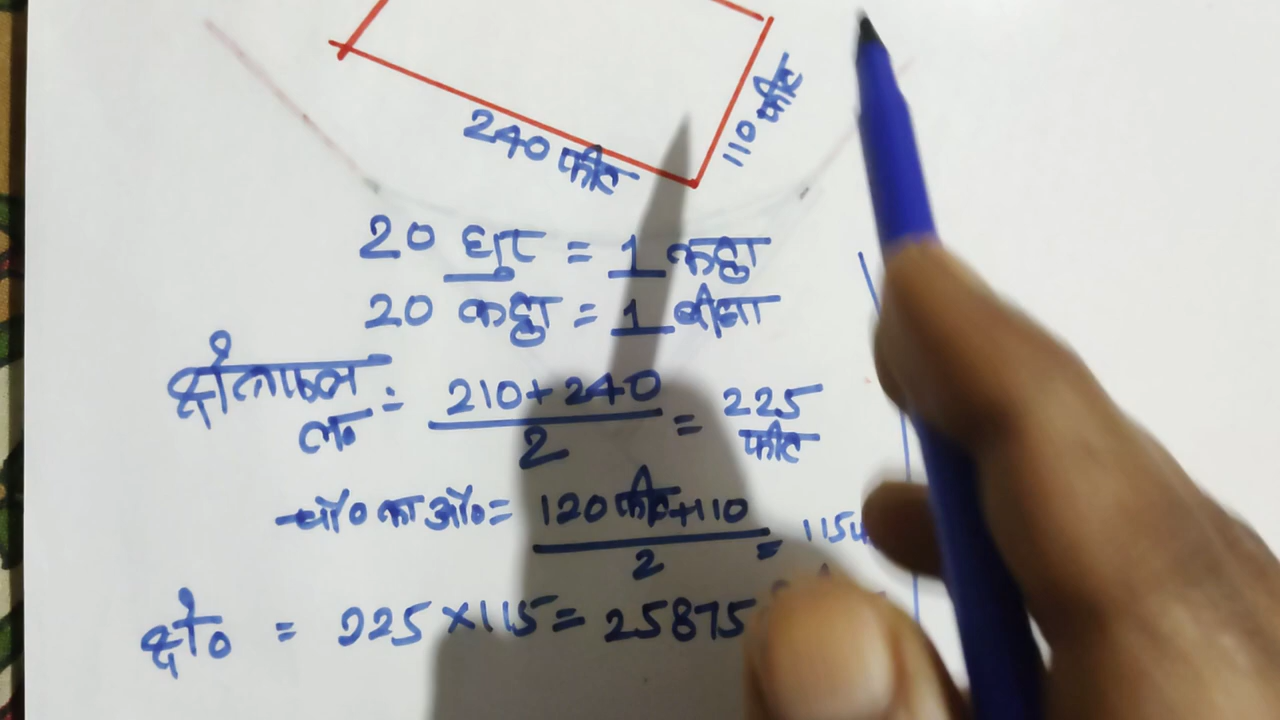 110 फीट
240 फीट
20 धुर = 1 कट्ठा
20 कट्ठा = 1 बीघा
क्षेत्रफल
ल० = 210+240 / 2 = 225 फीट
चौ० का औ० = 120 फीट+110 / 2 = 115
क्षे० = 225 ×115 = 25875